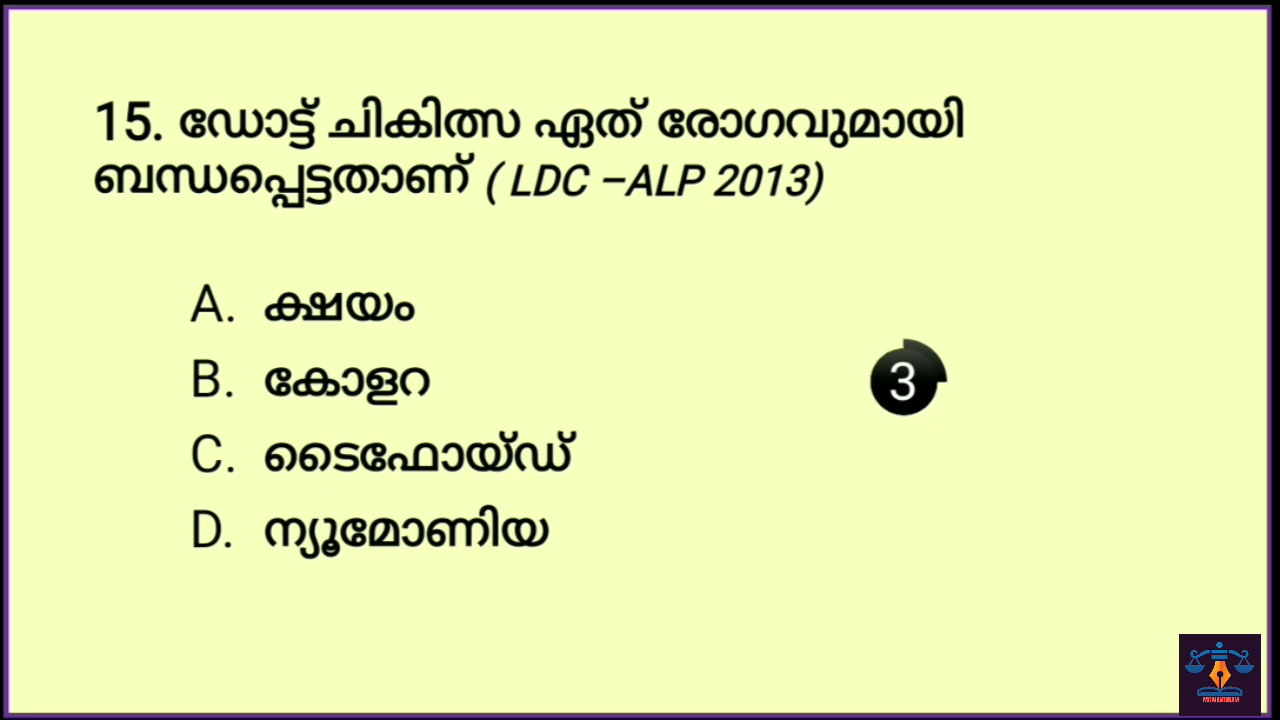 15. ഡോട്ട് ചികിത്സ ഏത് രോഗവുമായി
ബന്ധപ്പെട്ടതാണ് ( LDC –ALP 2013)
A. ക്ഷയം
B. കോളറ
3
C. ടൈഫോയ്ഡ്
D. ന്യൂമോണിയ